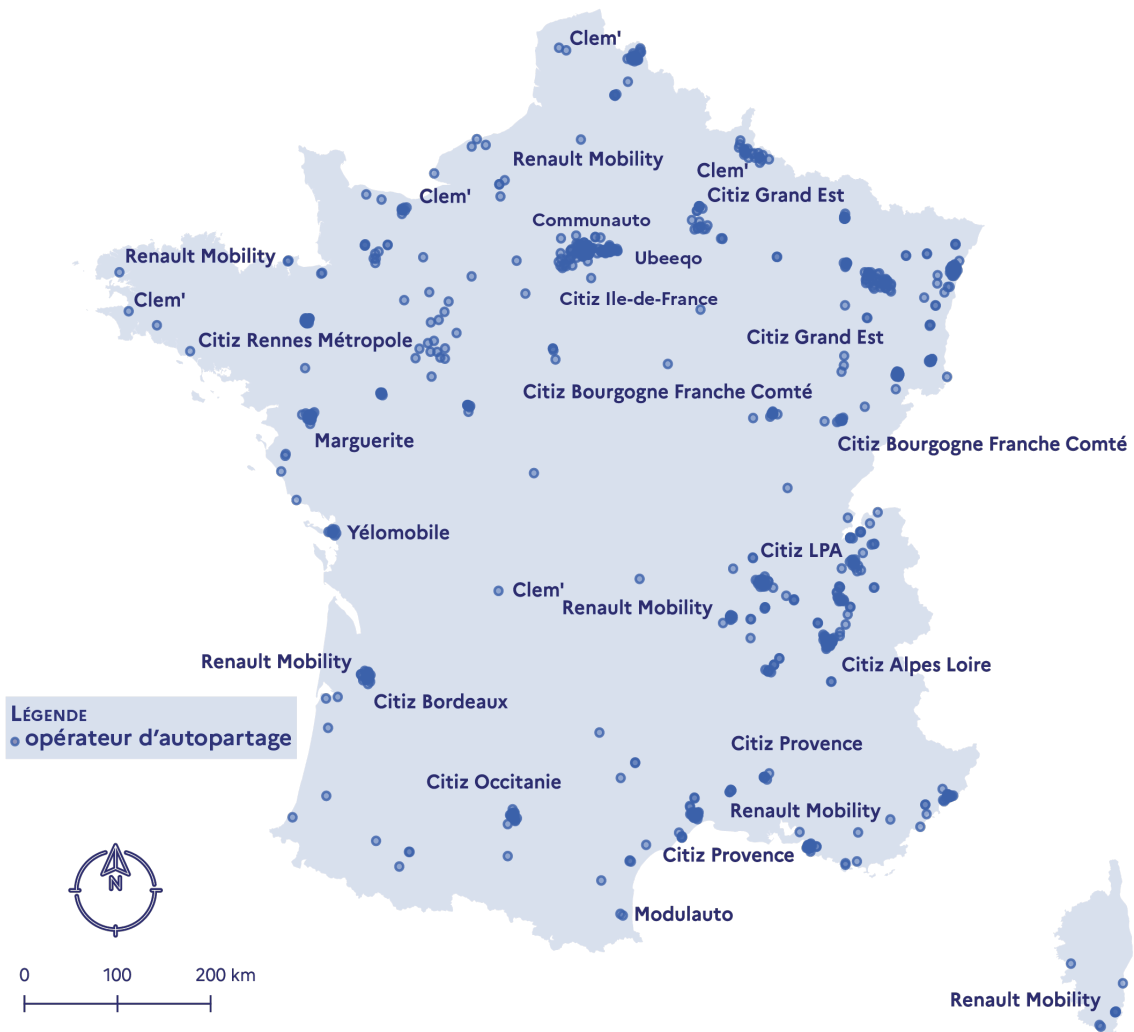 Clem'
Renault Mobility
Clem'
Citiz Grand Est
Clem'
Communauto
Renault Mobility
Ubeeqo
Clem'
Citiz Ile-de-France
Citiz Rennes Métropole
Citiz Grand Est
Citiz Bourgogne Franche Comté
Marguerite
Citiz Bourgogne Franche Comté
Yélomobile
Citiz LPA
Clem'
Renault Mobility
Renault Mobility
Citiz Alpes Loire
Citiz Bordeaux
LÉGENDE
opérateur d'autopartage
Citiz Provence
Citiz Occitanie
Renault Mobility
Citiz Provence
N
Modulauto
0 100 200 km
Renault Mobility